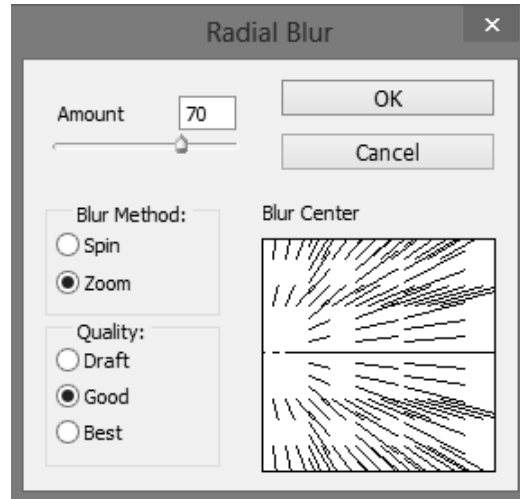 Radial Blur
Amount 70
OK
Cancel
Blur Method:
Spin
Zoom
Blur Center
Quality:
Draft
Good
Best